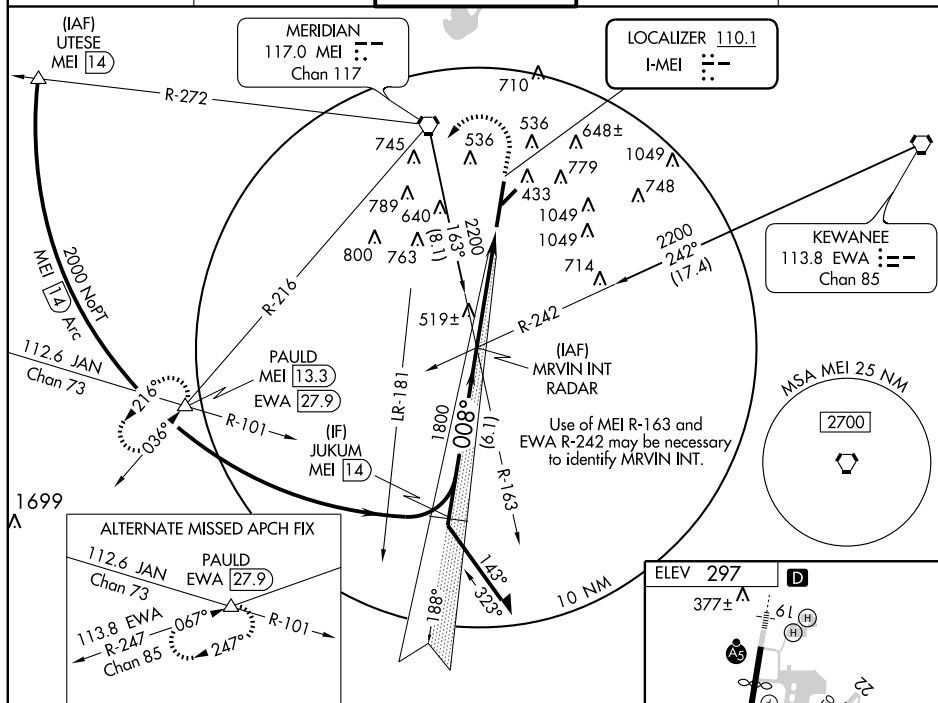 (IAF)
UTESE
MEI 14
MERIDIAN
117.0 MEI
Chan 117
LOCALIZER 110.1
I-MEI
R-272
710
745
536
536
648±
1049
779
433
748
789
640
1049
1049
800
763
714
2200
163°
(8.1)
2200
242°
(17.4)
KEWANEE
113.8 EWA
Chan 85
R-216
R-242
519±
2000 NoPT
MEI 14 Arc
112.6 JAN
Chan 73
PAULD
MEI 13.3
EWA 27.9
216°
036°
R-101
LR-181
(IAF)
MRVIN INT
RADAR
MSA MEI 25 NM
2700
1800
008°
(6.1)
R-163
Use of MEI R-163 and
EWA R-242 may be necessary
to identify MRVIN INT.
(IF)
JUKUM
MEI 14
1699
143°
323°
188°
10 NM
ALTERNATE MISSED APCH FIX
112.6 JAN
Chan 73
PAULD
EWA 27.9
113.8 EWA
R-247
Chan 85
067°
247°
R-101
ELEV 297
D
377±
19
H
H
A5
22